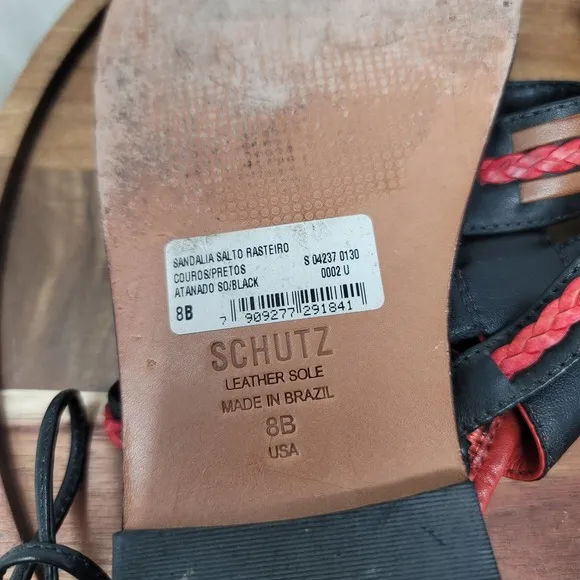 SANDALIA SALTO RASTEIRO
COUROS/PRETOS S 04237 0130
ATANADO SO/BLACK 0002 U
8B
7 909277 291841
SCHUTZ
LEATHER SOLE
MADE IN BRAZIL
8B
USA